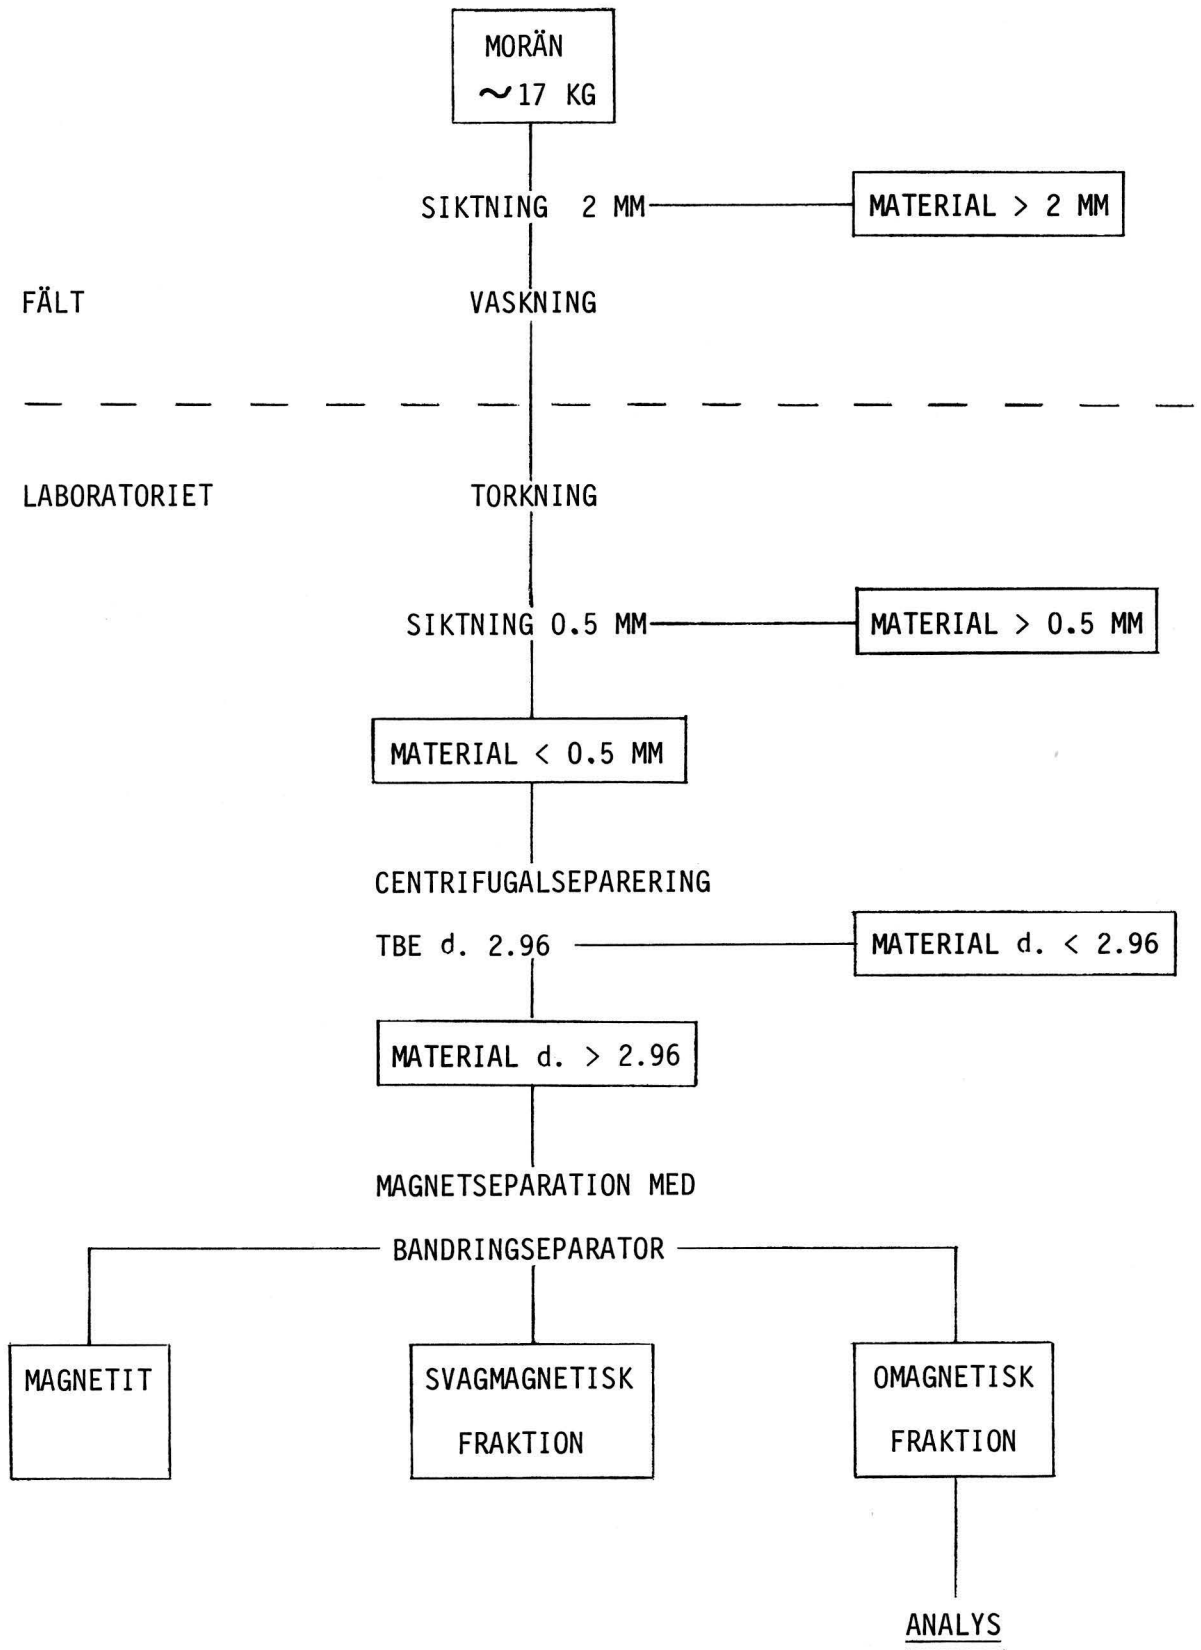 MORÄN
~17 KG
SIKTNING 2 MM
MATERIAL > 2 MM
FÄLT
VASKNING
LABORATORIET
TORKNING
SIKTNING 0.5 MM
MATERIAL > 0.5 MM
MATERIAL < 0.5 MM
CENTRIFUGALSEPARERING
TBE d. 2.96
MATERIAL d. < 2.96
MATERIAL d. > 2.96
MAGNETSEPARATION MED
BANDRINGSEPARATOR
MAGNETIT
SVAGMAGNETISK
FRAKTION
OMAGNETISK
FRAKTION
ANALYS